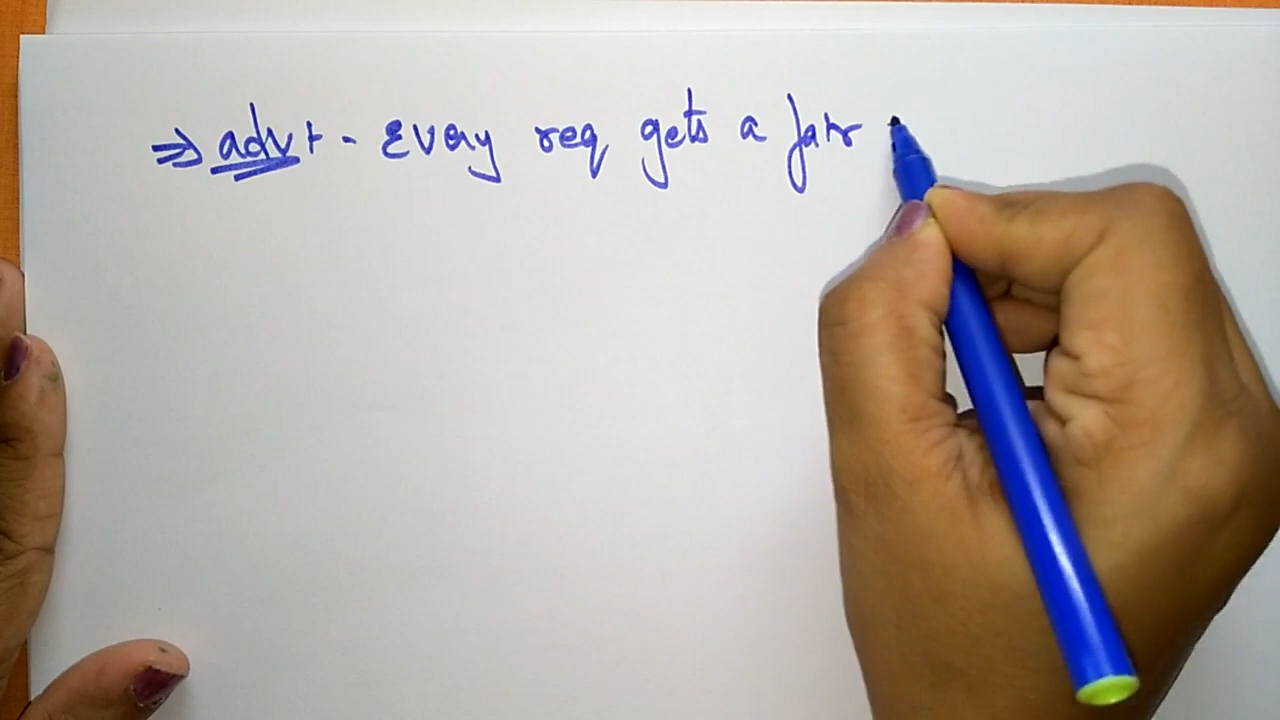 ⇒ advt - Every req gets a fair